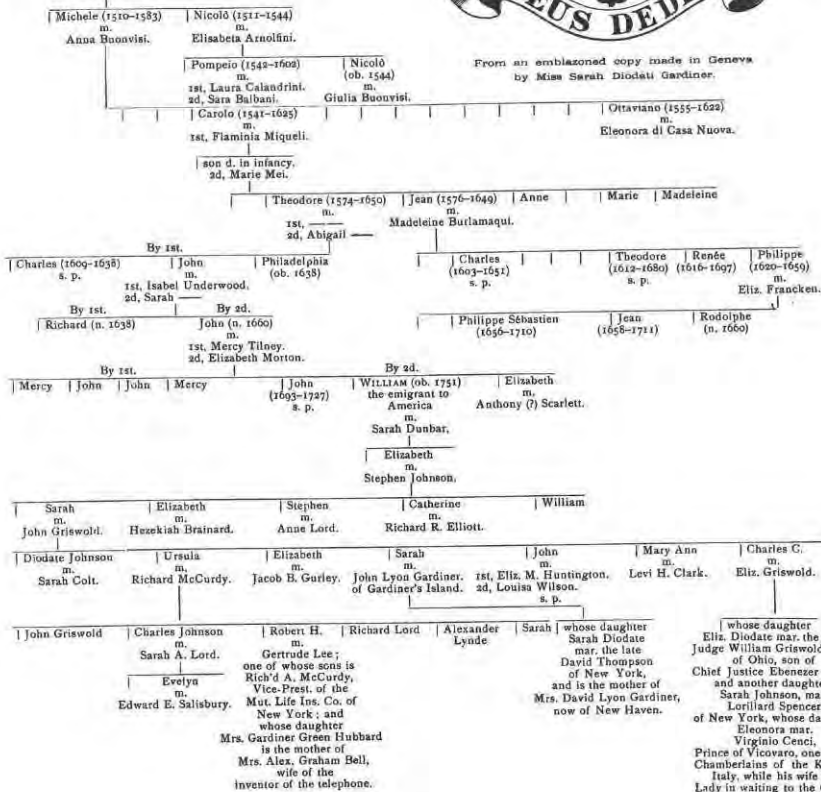 EUS DEDI
From an emblazoned copy made in Geneva
by Miss Sarah Diodati Gardiner.
Michele (1510–1583)
m.
Anna Buonvisi.
Nicolò (1511–1544)
m.
Elisabeta Arnolfini.
Pompeio (1542–1602)
m.
1st, Laura Calandrini.
2d, Sara Balbani.
Nicolò
(ob. 1544)
m.
Giulia Buonvisi.
Carolo (1541–1625)
m.
1st, Flaminia Miqueli.
Ottaviano (1555–1622)
m.
Eleonora di Casa Nuova.
son d. in infancy.
2d, Marie Mei.
Theodore (1574–1650)
m.
1st, ——
2d, Abigail ——
Jean (1576–1649)
m.
Madeleine Burlamaqui.
Anne
Marie
Madeleine
By 1st.
Charles (1609–1638)
s. p.
John
m.
1st, Isabel Underwood.
2d, Sarah ——
Philadelphia
(ob. 1638)
Charles
(1603–1651)
s. p.
Theodore
(1612–1680)
s. p.
Renée
(1616–1697)
Philippe
(1620–1659)
m.
Eliz. Francken.
By 1st.
Richard (n. 1638)
By 2d.
John (n. 1660)
m.
1st, Mercy Tilney.
2d, Elizabeth Morton.
Philippe Sébastien
(1656–1710)
Jean
(1658–1711)
Rodolphe
(n. 1660)
By 1st.
Mercy
John
John
Mercy
By 2d.
John
(1693–1727)
s. p.
WILLIAM (ob. 1751)
the emigrant to
America
m.
Sarah Dunbar.
Elizabeth
m.
Anthony (?) Scarlett.
Elizabeth
m.
Stephen Johnson.
Sarah
m.
John Griswold.
Elizabeth
m.
Hezekiah Brainard.
Stephen
m.
Anne Lord.
Catherine
m.
Richard R. Elliott.
William
Diodate Johnson
m.
Sarah Colt.
Ursula
m.
Richard McCurdy.
Elizabeth
m.
Jacob B. Gurley.
Sarah
m.
John Lyon Gardiner.
of Gardiner's Island.
John
m.
1st, Eliz. M. Huntington.
2d, Louisa Wilson.
s. p.
Mary Ann
m.
Levi H. Clark.
Charles C.
m.
Eliz. Griswold.
John Griswold
Charles Johnson
m.
Sarah A. Lord.
Evelyn
m.
Edward E. Salisbury.
Robert H.
m.
Gertrude Lee;
one of whose sons is
Rich'd A. McCurdy,
Vice-Prest. of the
Mut. Life Ins. Co. of
New York; and
whose daughter
Mrs. Gardiner Green Hubbard
is the mother of
Mrs. Alex. Graham Bell,
wife of the
inventor of the telephone.
Richard Lord
Alexander
Lynde
Sarah
whose daughter
Sarah Diodate
mar. the late
David Thompson
of New York,
and is the mother of
Mrs. David Lyon Gardiner,
now of New Haven.
whose daughter
Eliz. Diodate mar. the
Judge William Griswold
of Ohio, son of
Chief Justice Ebenezer
and another daughte
Sarah Johnson, ma
Lorillard Spencer
of New York, whose da
Eleonora mar.
Virginio Cenci,
Prince of Vicovaro, one
Chamberlains of the K
Italy, while his wife
Lady in waiting to the